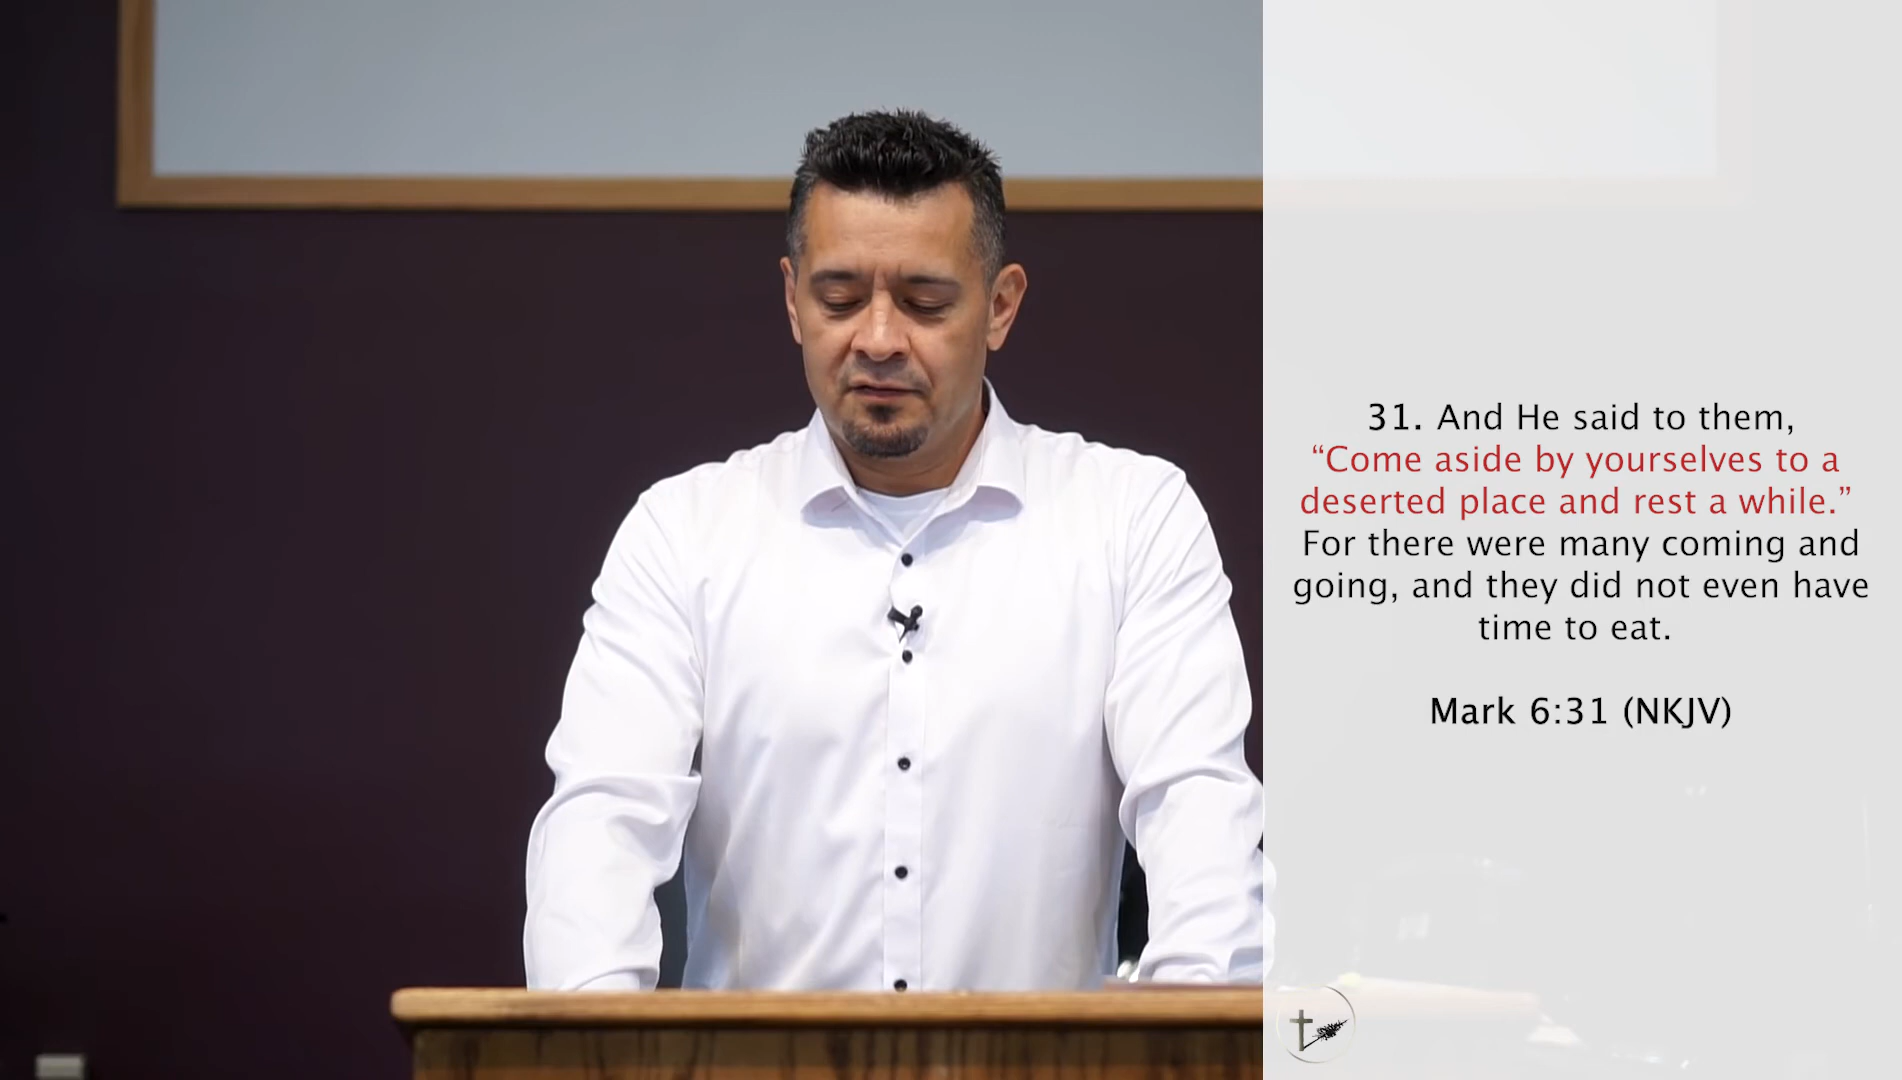 31. And He said to them,
“Come aside by yourselves to a
deserted place and rest a while.”
For there were many coming and
going, and they did not even have
time to eat.
Mark 6:31 (NKJV)